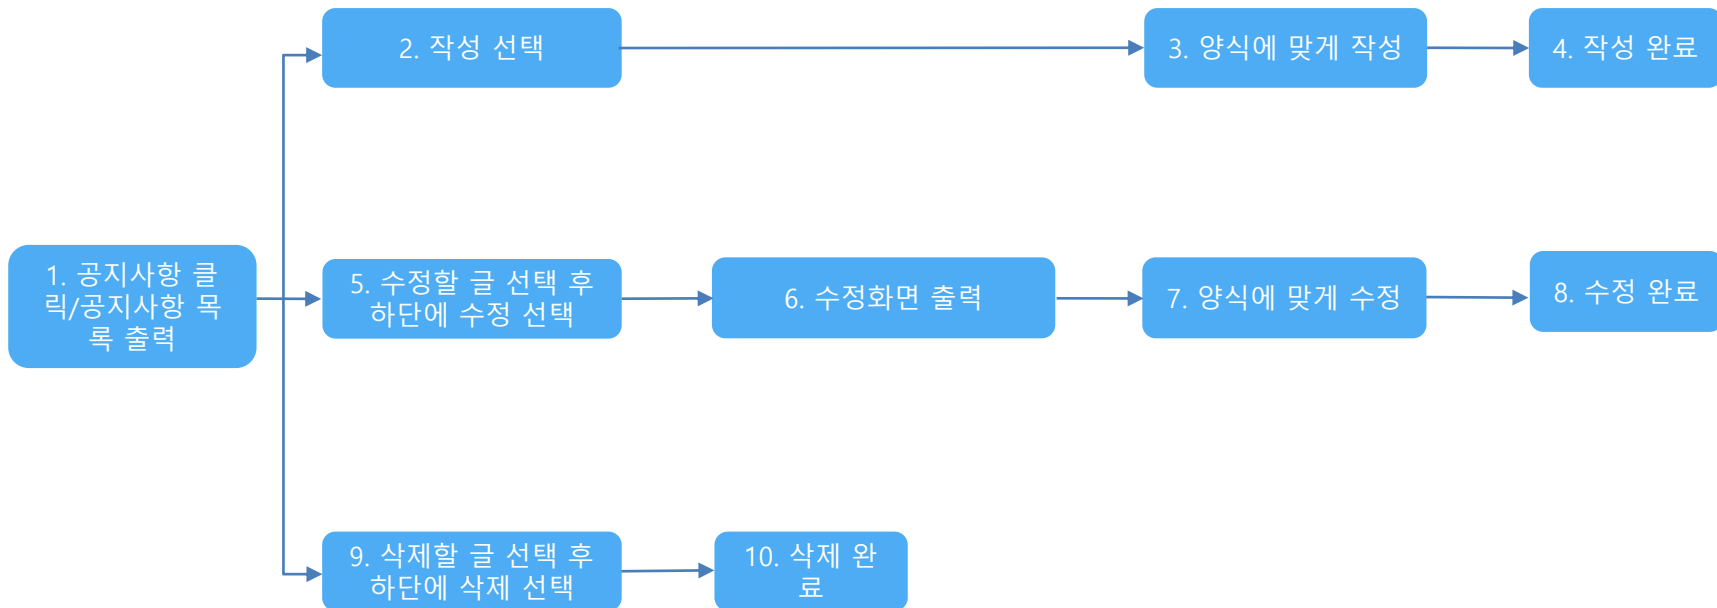 2. 작성 선택
3. 양식에 맞게 작성
4. 작성 완료
1. 공지사항 클
릭/공지사항 목
록 출력
5. 수정할 글 선택 후
하단에 수정 선택
6. 수정화면 출력
7. 양식에 맞게 수정
8. 수정 완료
9. 삭제할 글 선택 후
하단에 삭제 선택
10. 삭제 완
료